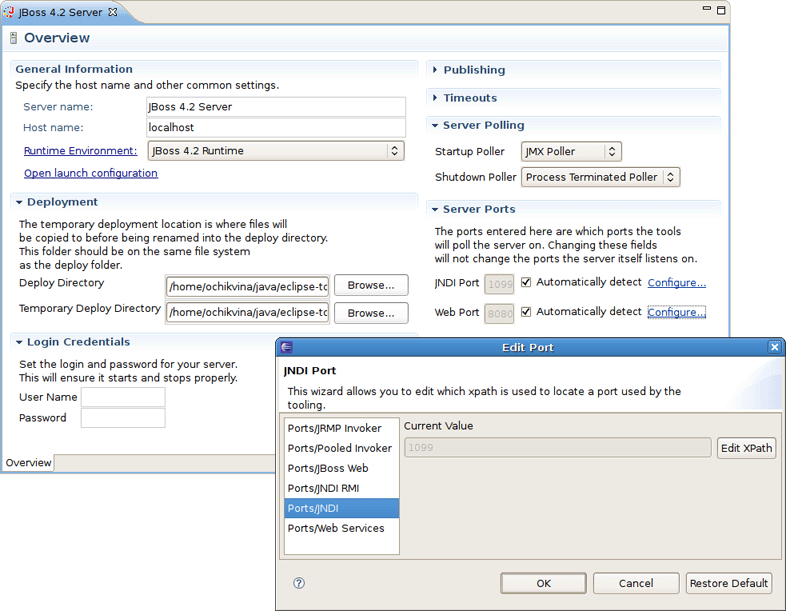 JBoss 4.2 Server
Overview
General Information
Specify the host name and other common settings.
Server name: JBoss 4.2 Server
Host name: localhost
Runtime Environment: JBoss 4.2 Runtime
Open launch configuration
Deployment
The temporary deployment location is where files will
be copied to before being renamed into the deploy directory.
This folder should be on the same file system
as the deploy folder.
Deploy Directory /home/ochikvina/java/eclipse-to Browse...
Temporary Deploy Directory /home/ochikvina/java/eclipse-to Browse...
Login Credentials
Set the login and password for your server.
This will ensure it starts and stops properly.
User Name
Password
Overview
Publishing
Timeouts
Server Polling
Startup Poller JMX Poller
Shutdown Poller Process Terminated Poller
Server Ports
The ports entered here are which ports the tools
will poll the server on. Changing these fields
will not change the ports the server itself listens on.
JNDI Port 1099 Automatically detect Configure...
Web Port 8080 Automatically detect Configure...
Edit Port
JNDI Port
This wizard allows you to edit which xpath is used to locate a port used by the
tooling.
Ports/JRMP Invoker
Ports/Pooled Invoker
Ports/JBoss Web
Ports/JNDI RMI
Ports/JNDI
Ports/Web Services
Current Value
1099 Edit XPath
OK Cancel Restore Default